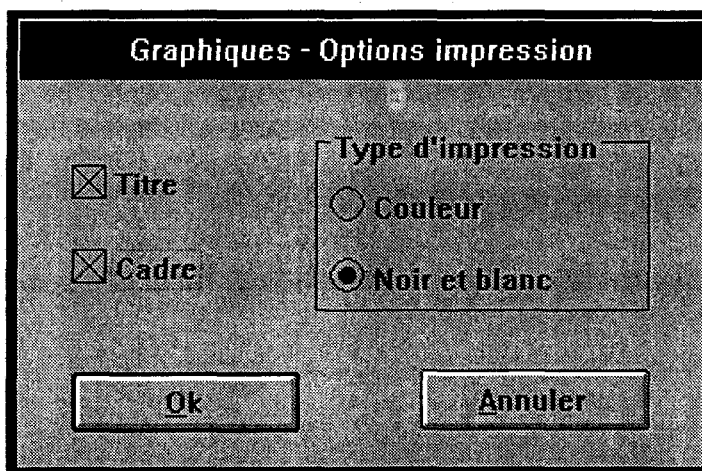 Graphiques - Options impression
Type d'impression
Titre
Couleur
Cadre
Noir et blanc
Ok
Annuler